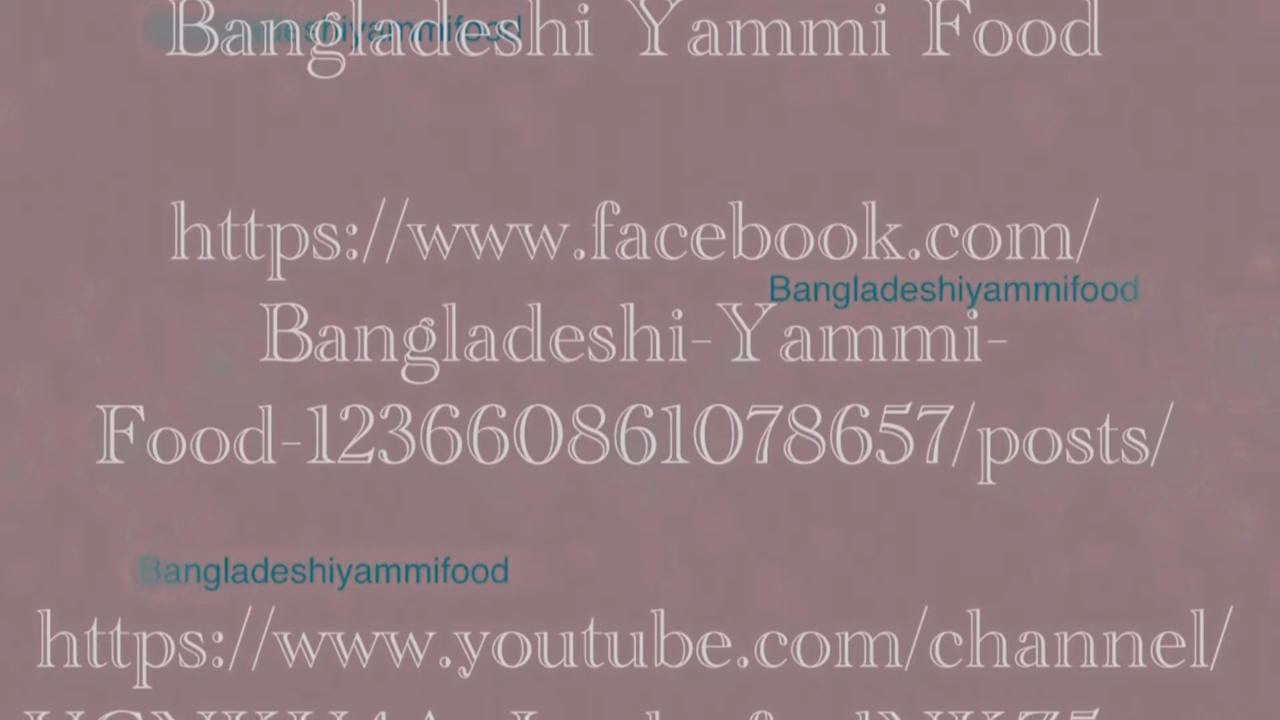 Bangladeshi Yammi Food
Bangladeshiyammifood
https://www.facebook.com/
Bangladeshiyammifood
Bangladeshi-Yammi-
Food-123660861078657/posts/
Bangladeshiyammifood
https://www.youtube.com/channel/